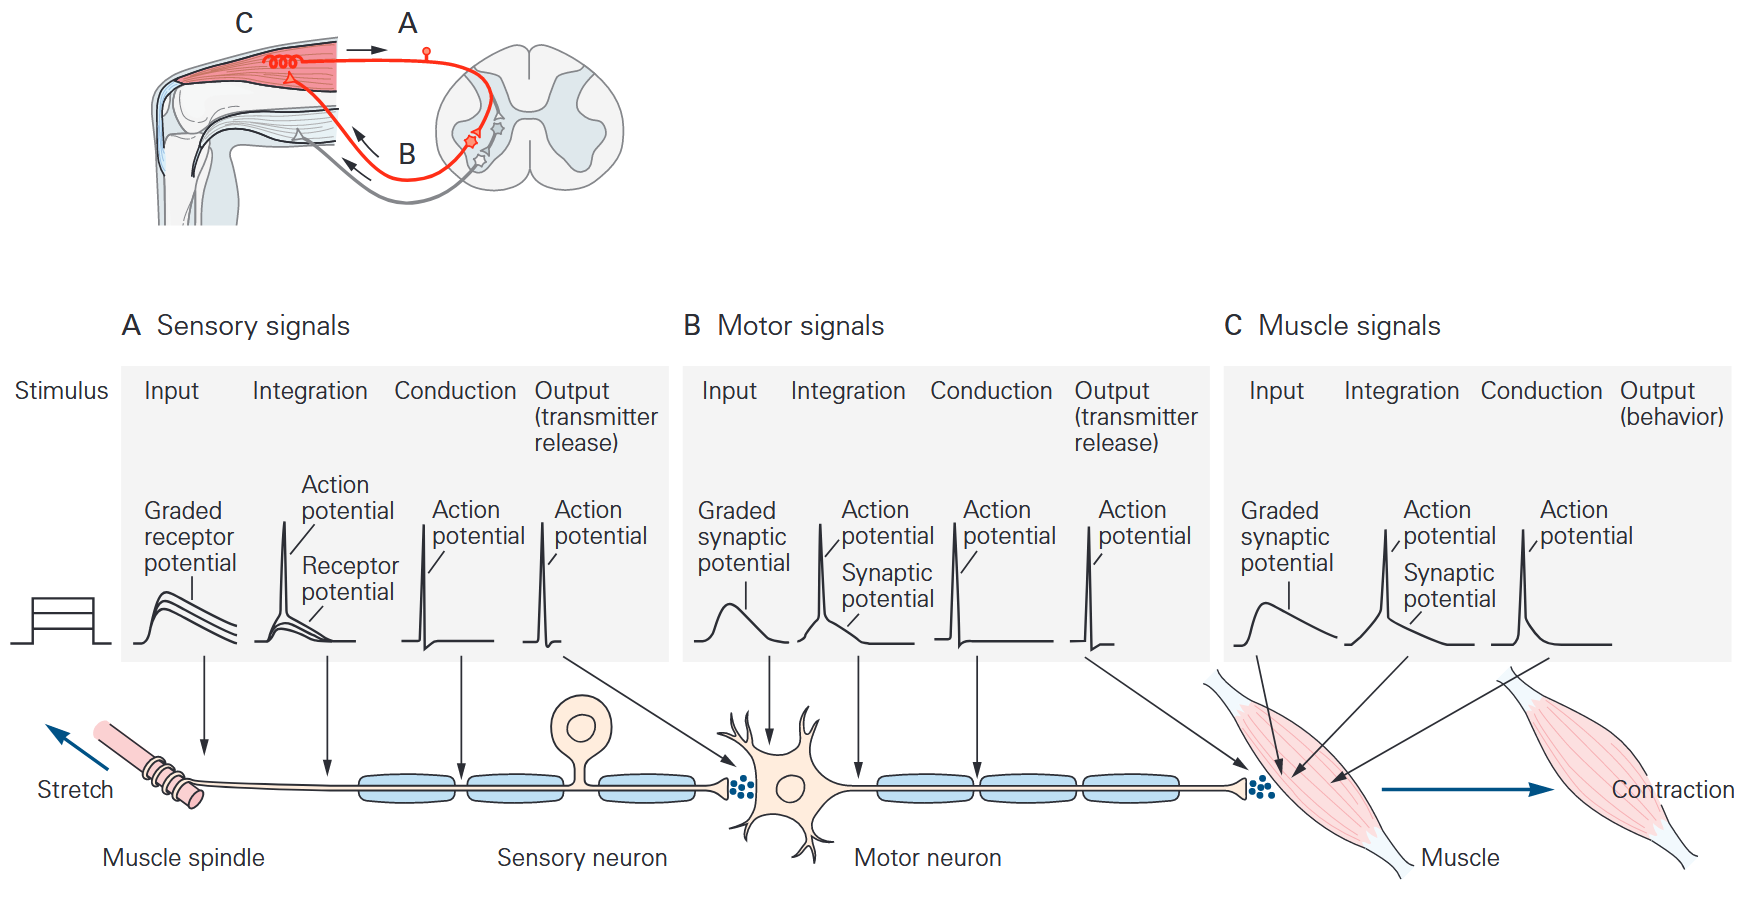 C
A
B
A Sensory signals
B Motor signals
C Muscle signals
Stimulus
Input
Integration
Conduction
Output
(transmitter
release)
Input
Integration
Conduction
Output
(transmitter
release)
Input
Integration
Conduction
Output
(behavior)
Graded
receptor
potential
Action
potential
Receptor
potential
Action
potential
Action
potential
Graded
synaptic
potential
Action
potential
Synaptic
potential
Action
potential
Action
potential
Graded
synaptic
potential
Action
potential
Synaptic
potential
Action
potential
Stretch
Contraction
Muscle spindle
Sensory neuron
Motor neuron
Muscle